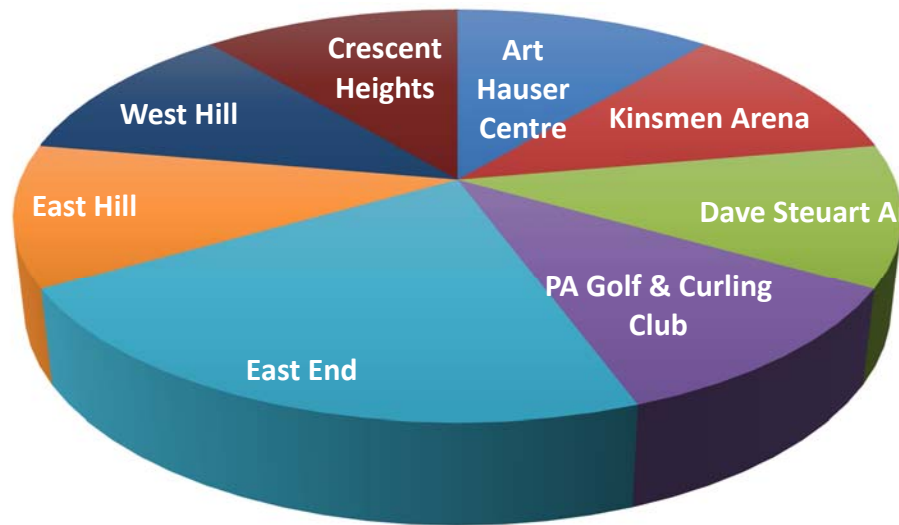 Crescent
Heights
Art
Hauser
Centre
Kinsmen Arena
West Hill
East Hill
Dave Steuart A
PA Golf & Curling
Club
East End